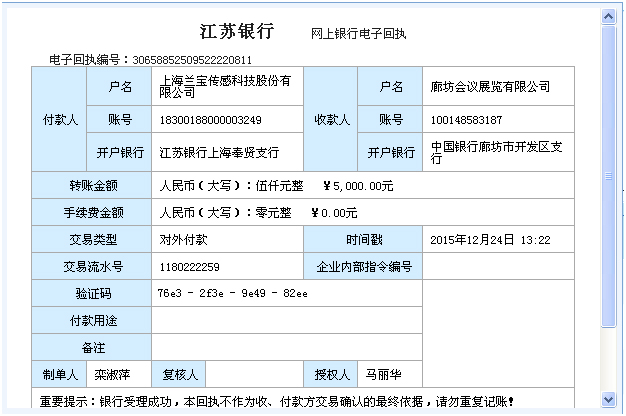 江苏银行 网上银行电子回执
电子回执编号：30658852509522220811
付款人 户名 上海兰宝传感科技股份有限公司 收款人 户名 廊坊会议展览有限公司
账号 18300188000003249 账号 100148583187
开户银行 江苏银行上海奉贤支行 开户银行 中国银行廊坊市开发区支行
转账金额 人民币（大写）：伍仟元整 ￥5,000.00元
手续费金额 人民币（大写）：零元整 ￥0.00元
交易类型 对外付款 时间戳 2015年12月24日 13:22
交易流水号 1180222259 企业内部指令编号
验证码 76e3 - 2f3e - 9e49 - 82ee
付款用途
备注
制单人 栾淑萍 复核人 授权人 马丽华
重要提示：银行受理成功，本回执不作为收、付款方交易确认的最终依据，请勿重复记账！